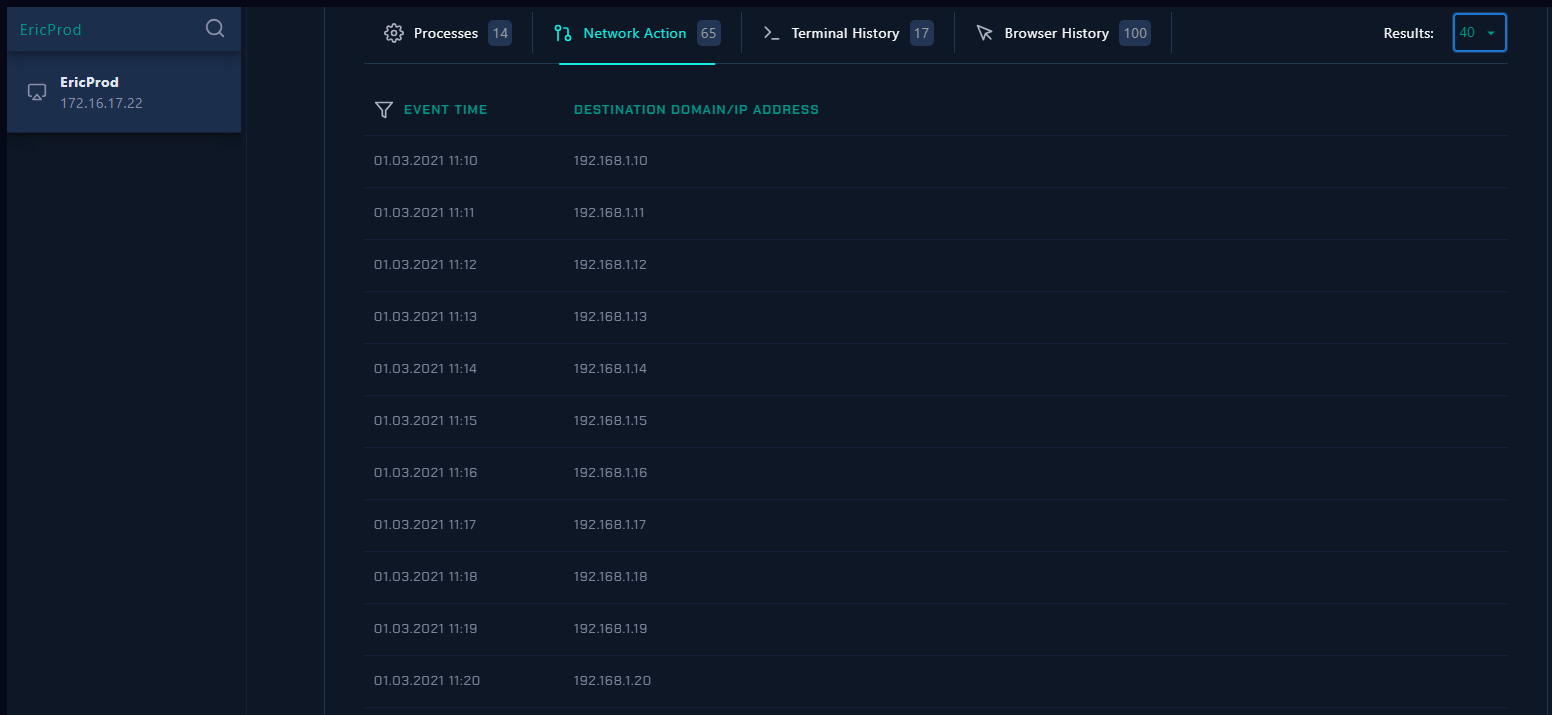 EricProd
EricProd
172.16.17.22
Processes 14 Network Action 65 Terminal History 17 Browser History 100 Results: 40
EVENT TIME DESTINATION DOMAIN/IP ADDRESS
01.03.2021 11:10 192.168.1.10
01.03.2021 11:11 192.168.1.11
01.03.2021 11:12 192.168.1.12
01.03.2021 11:13 192.168.1.13
01.03.2021 11:14 192.168.1.14
01.03.2021 11:15 192.168.1.15
01.03.2021 11:16 192.168.1.16
01.03.2021 11:17 192.168.1.17
01.03.2021 11:18 192.168.1.18
01.03.2021 11:19 192.168.1.19
01.03.2021 11:20 192.168.1.20